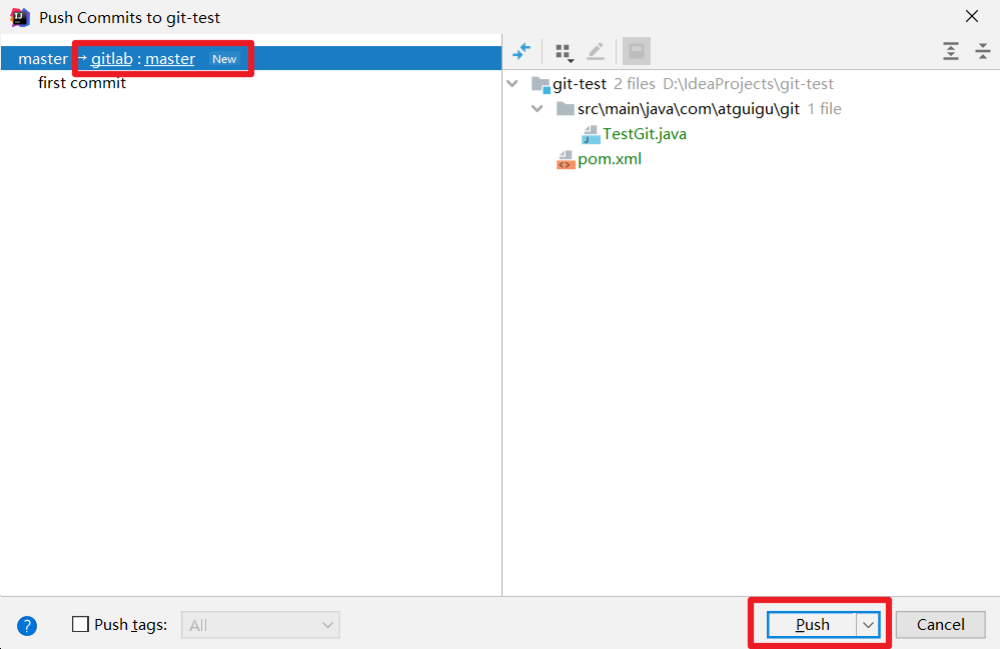 Push Commits to git-test
master → gitlab : master New
first commit
git-test 2 files D:\IdeaProjects\git-test
src\main\java\com\atguigu\git 1 file
TestGit.java
pom.xml
? Push tags: All
Push Cancel